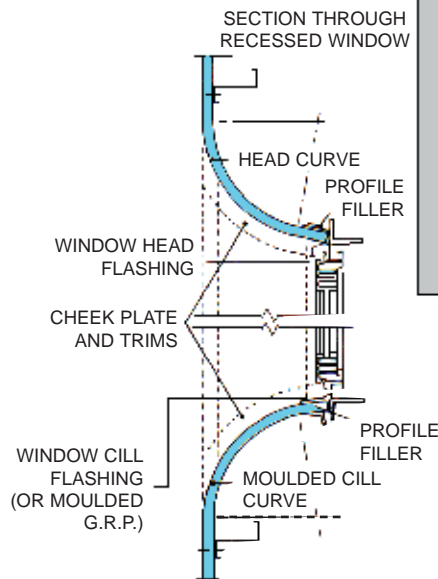 SECTION THROUGH
RECESSED WINDOW
HEAD CURVE
PROFILE
FILLER
WINDOW HEAD
FLASHING
CHEEK PLATE
AND TRIMS
PROFILE
FILLER
WINDOW CILL
FLASHING
(OR MOULDED
G.R.P.)
MOULDED CILL
CURVE